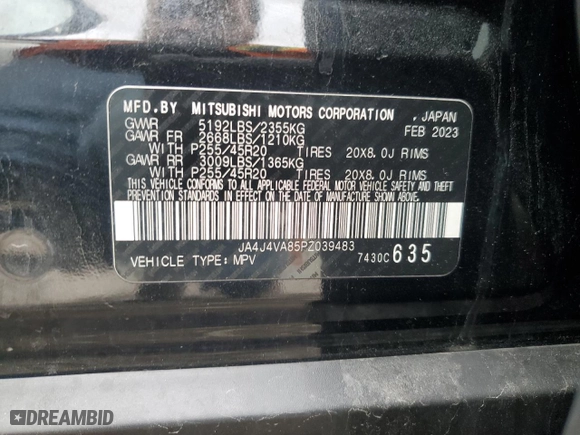 MFD.BY MITSUBISHI MOTORS CORPORATION , JAPAN
GVWR 5192LBS/2355KG FEB 2023
GAWR FR 2668LBS/1210KG
WITH P255/45R20 TIRES 20X8.0J RIMS
GAWR RR 3009LBS/1365KG
WITH P255/45R20 TIRES 20X8.0J RIMS
THIS VEHICLE CONFORMS TO ALL APPLICABLE FEDERAL MOTOR VEHICLE SAFETY AND THEFT
PREVENTION STANDARDS IN EFFECT ON THE DATE OF MANUFACTURE SHOWN ABOVE.
JA4J4VA85PZ039483
VEHICLE TYPE: MPV 7430C 635
DREAMBID